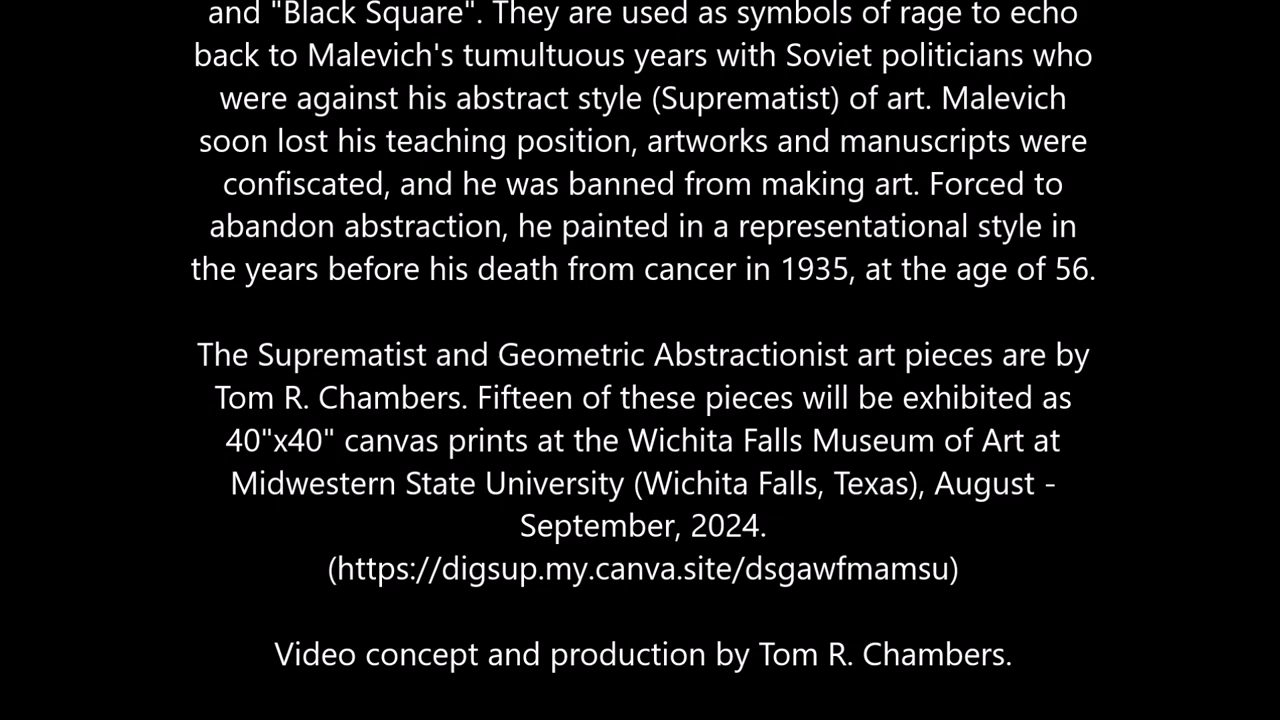 and "Black Square". They are used as symbols of rage to echo
back to Malevich's tumultuous years with Soviet politicians who
were against his abstract style (Suprematist) of art. Malevich
soon lost his teaching position, artworks and manuscripts were
confiscated, and he was banned from making art. Forced to
abandon abstraction, he painted in a representational style in
the years before his death from cancer in 1935, at the age of 56.
The Suprematist and Geometric Abstractionist art pieces are by
Tom R. Chambers. Fifteen of these pieces will be exhibited as
40"x40" canvas prints at the Wichita Falls Museum of Art at
Midwestern State University (Wichita Falls, Texas), August -
September, 2024.
(https://digsup.my.canva.site/dsgawfmamsu)
Video concept and production by Tom R. Chambers.